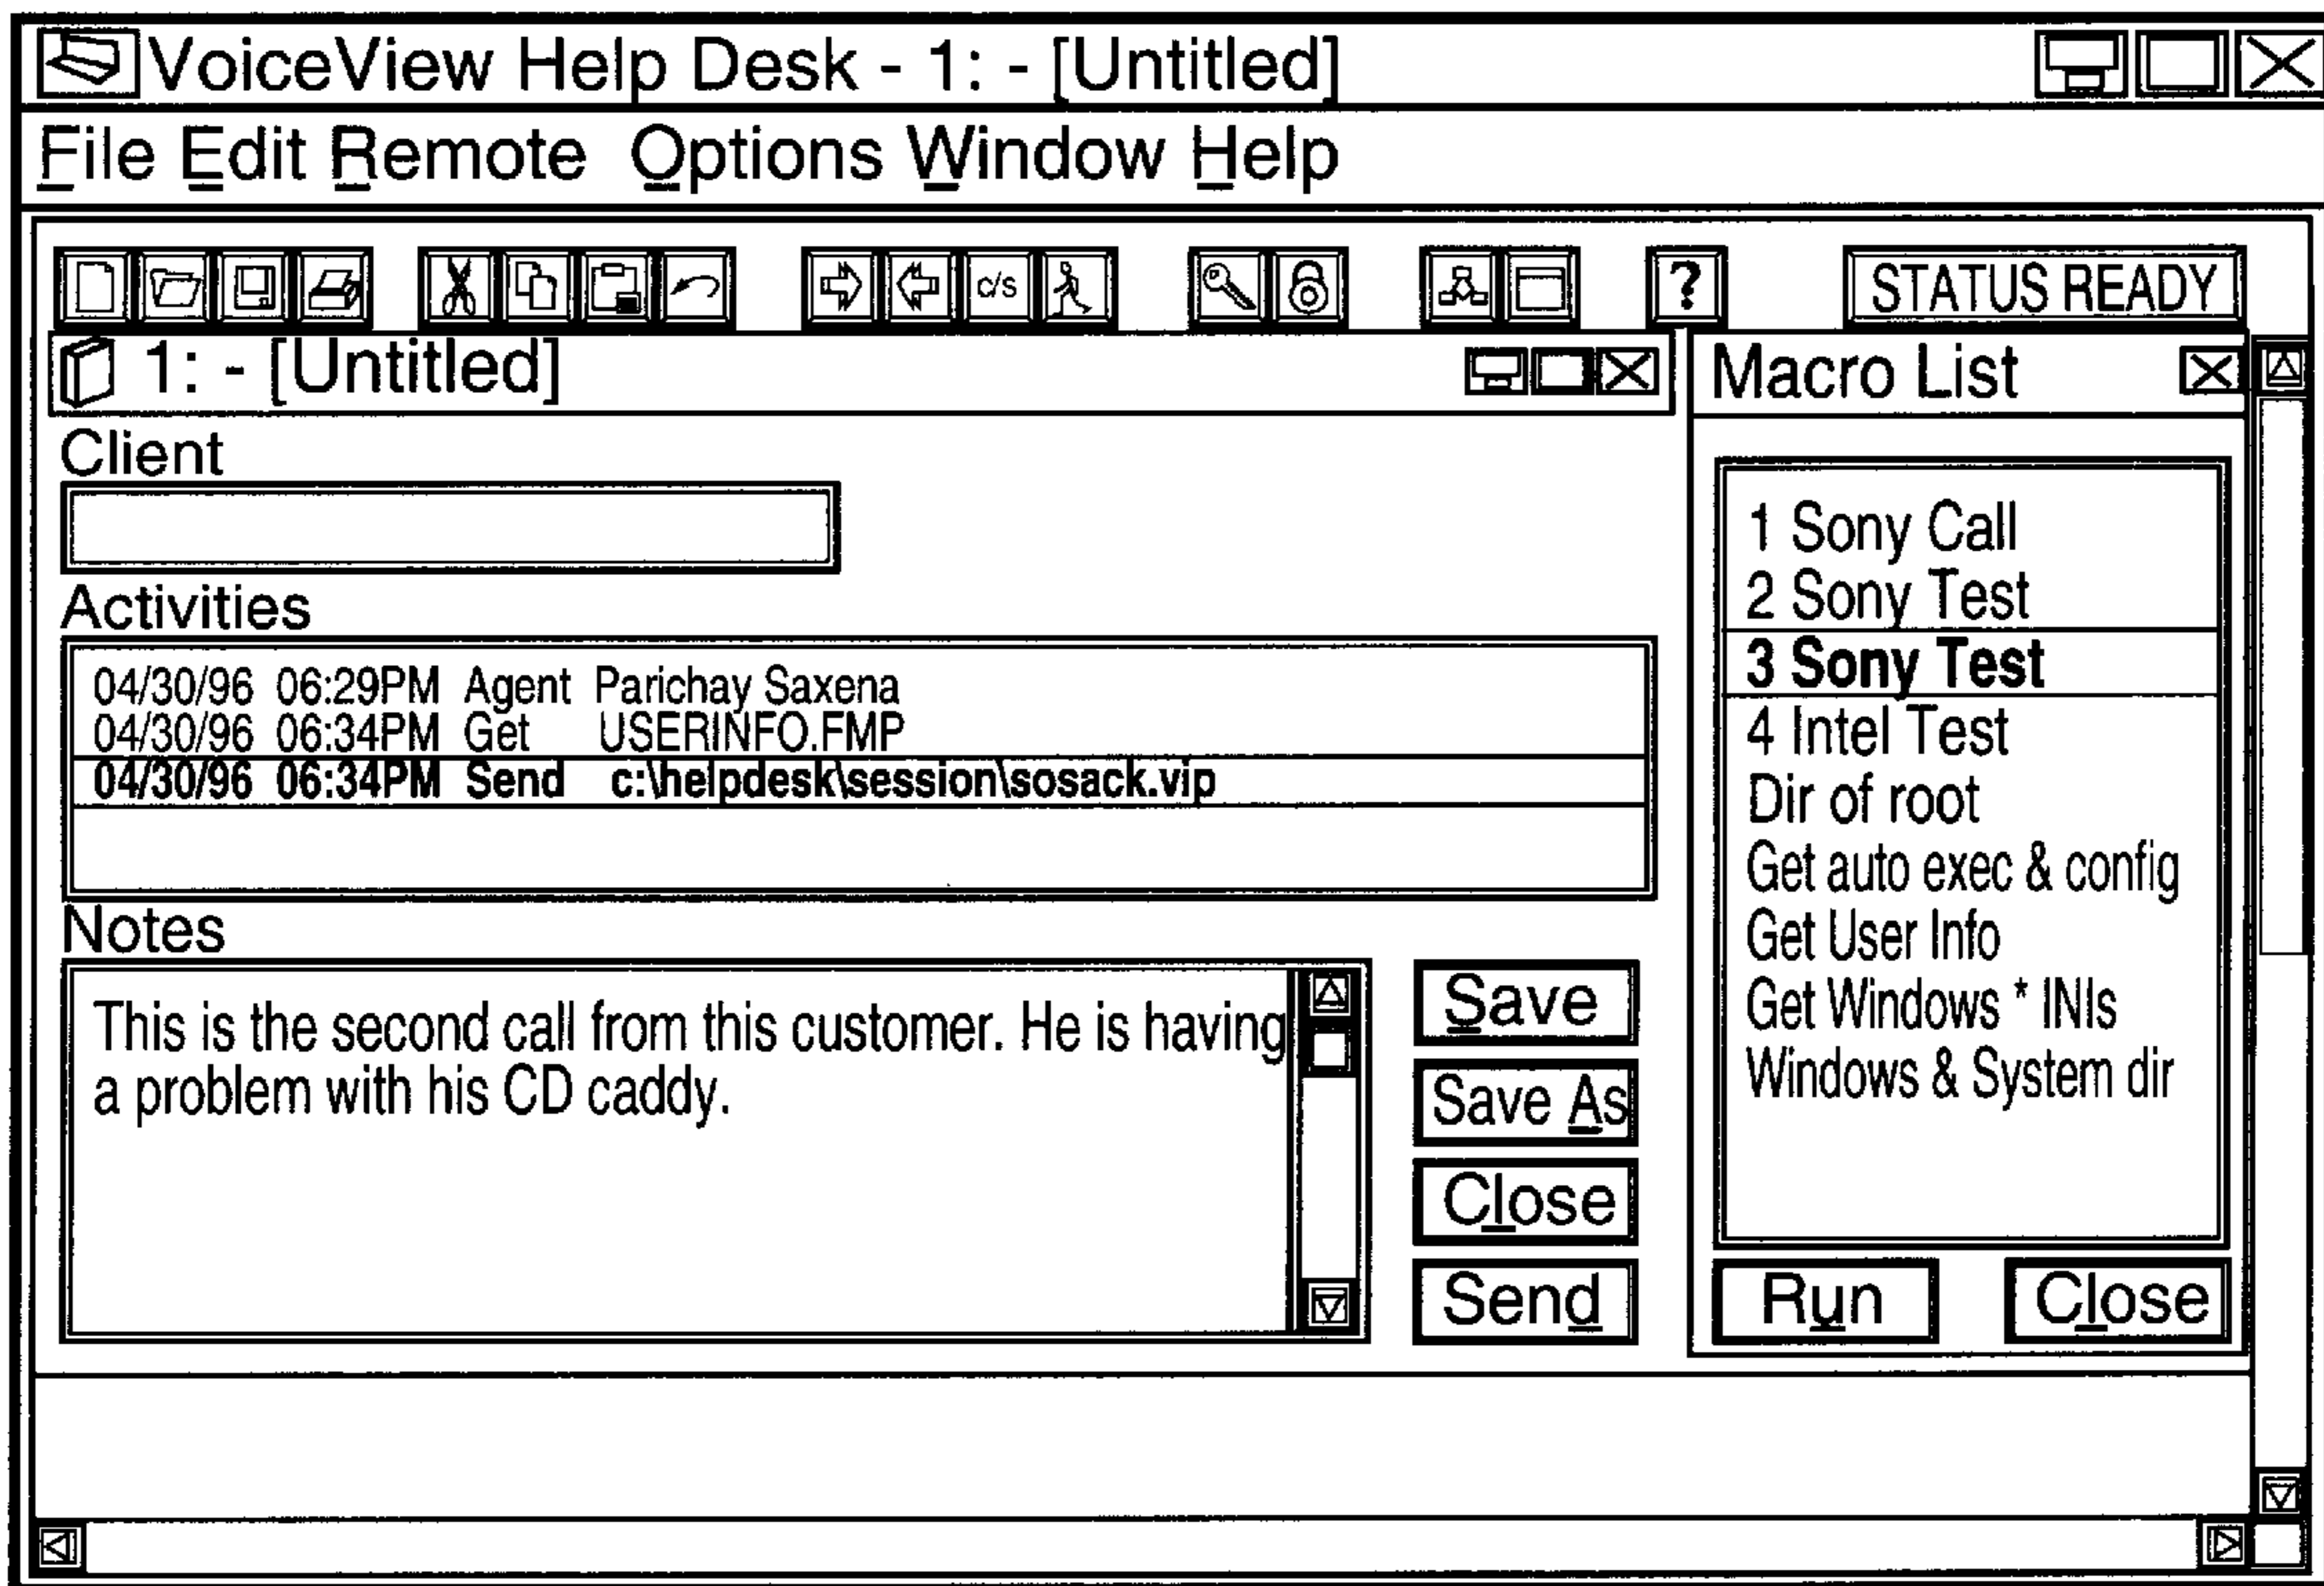 VoiceView Help Desk - 1: - [Untitled]
File Edit Remote Options Window Help
c/s ? STATUS READY
1: - [Untitled]
Client
Activities
04/30/96 06:29PM Agent Parichay Saxena
04/30/96 06:34PM Get USERINFO.FMP
04/30/96 06:34PM Send c:\helpdesk\session\sosack.vip
Notes
This is the second call from this customer. He is having
a problem with his CD caddy.
Save
Save As
Close
Send
Macro List
1 Sony Call
2 Sony Test
3 Sony Test
4 Intel Test
Dir of root
Get auto exec & config
Get User Info
Get Windows * INIs
Windows & System dir
Run Close